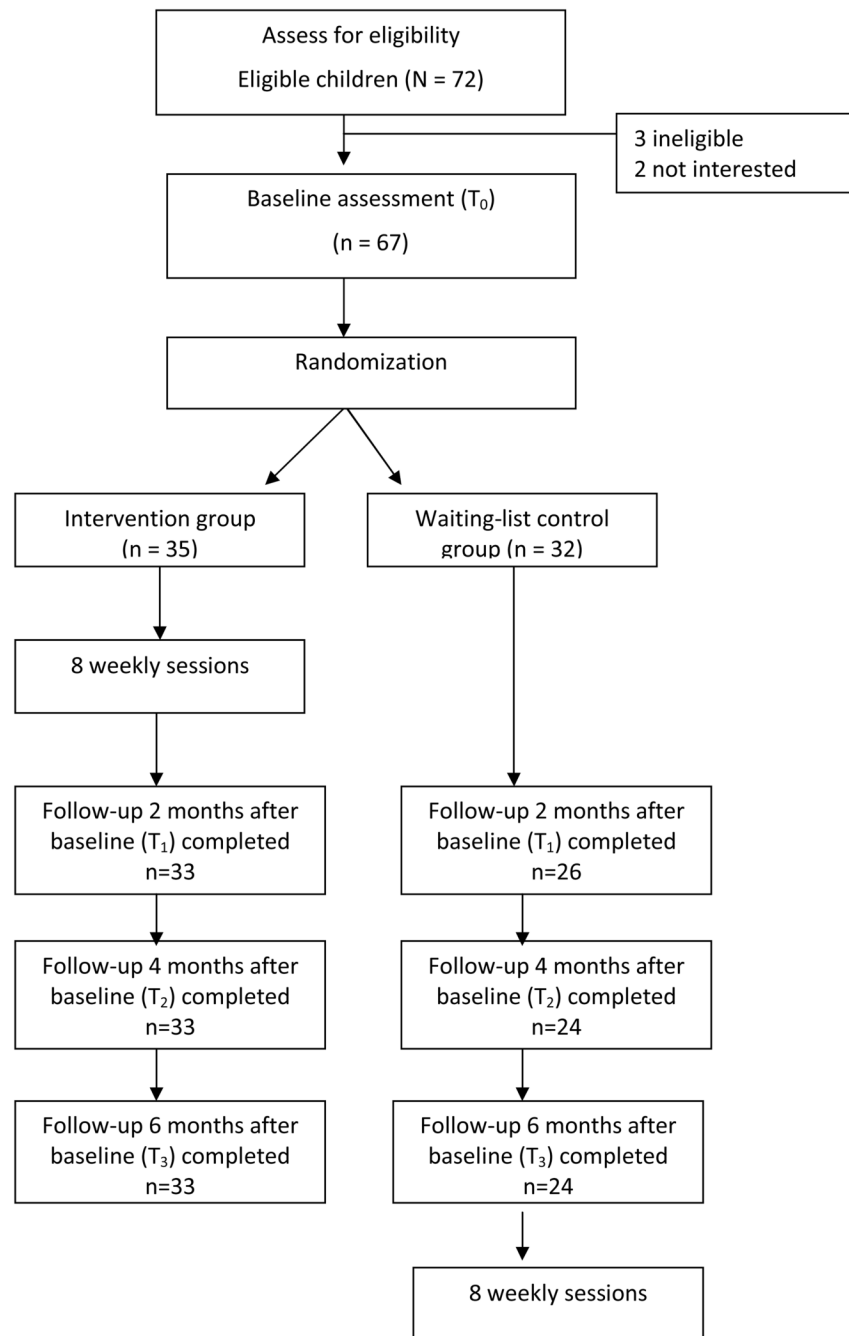 Assess for eligibility
Eligible children (N = 72)
3 ineligible
2 not interested
Baseline assessment (T₀)
(n = 67)
Randomization
Intervention group
(n = 35)
Waiting-list control
group (n = 32)
8 weekly sessions
Follow-up 2 months after
baseline (T₁) completed
n=33
Follow-up 2 months after
baseline (T₁) completed
n=26
Follow-up 4 months after
baseline (T₂) completed
n=33
Follow-up 4 months after
baseline (T₂) completed
n=24
Follow-up 6 months after
baseline (T₃) completed
n=33
Follow-up 6 months after
baseline (T₃) completed
n=24
8 weekly sessions